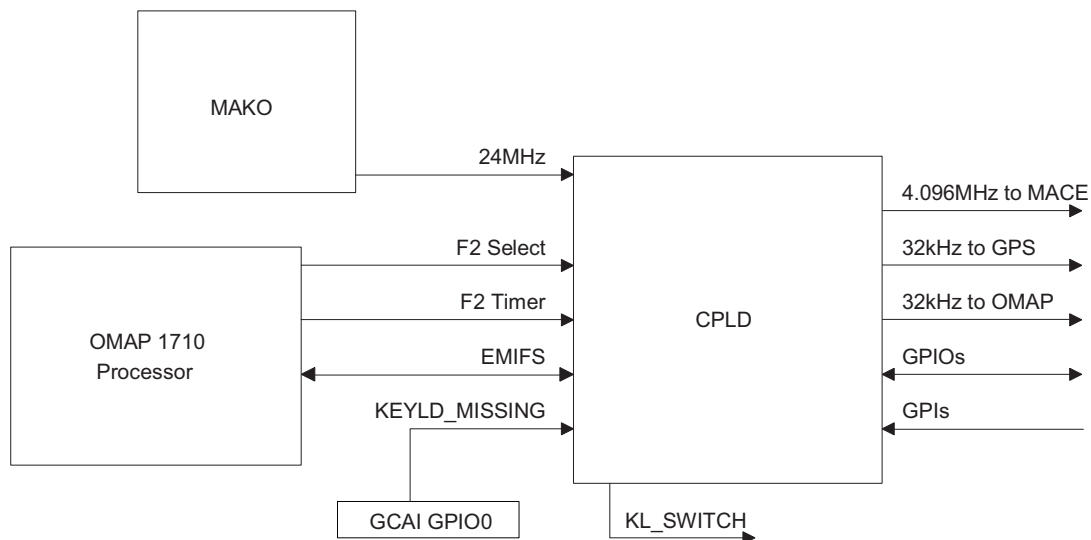 MAKO
24MHz
4.096MHz to MACE
F2 Select
32kHz to GPS
F2 Timer
32kHz to OMAP
CPLD
OMAP 1710
Processor
EMIFS
GPIOs
KEYLD_MISSING
GPIs
GCAI GPIO0
KL_SWITCH